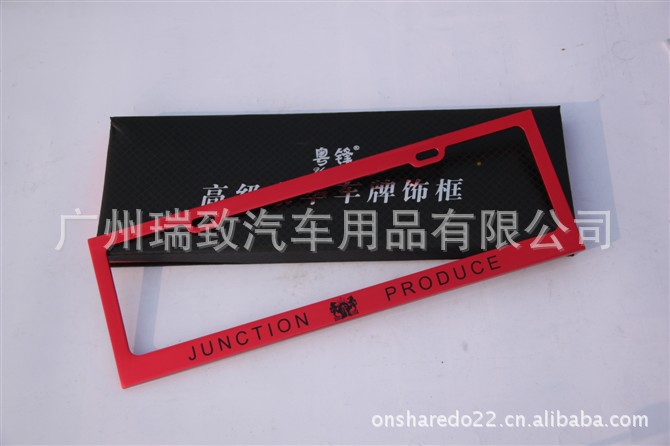 粤锋®
高级 车牌饰框
广州瑞致汽车用品有限公司
JUNCTION PRODUCE
onsharedo22.cn.alibaba.com